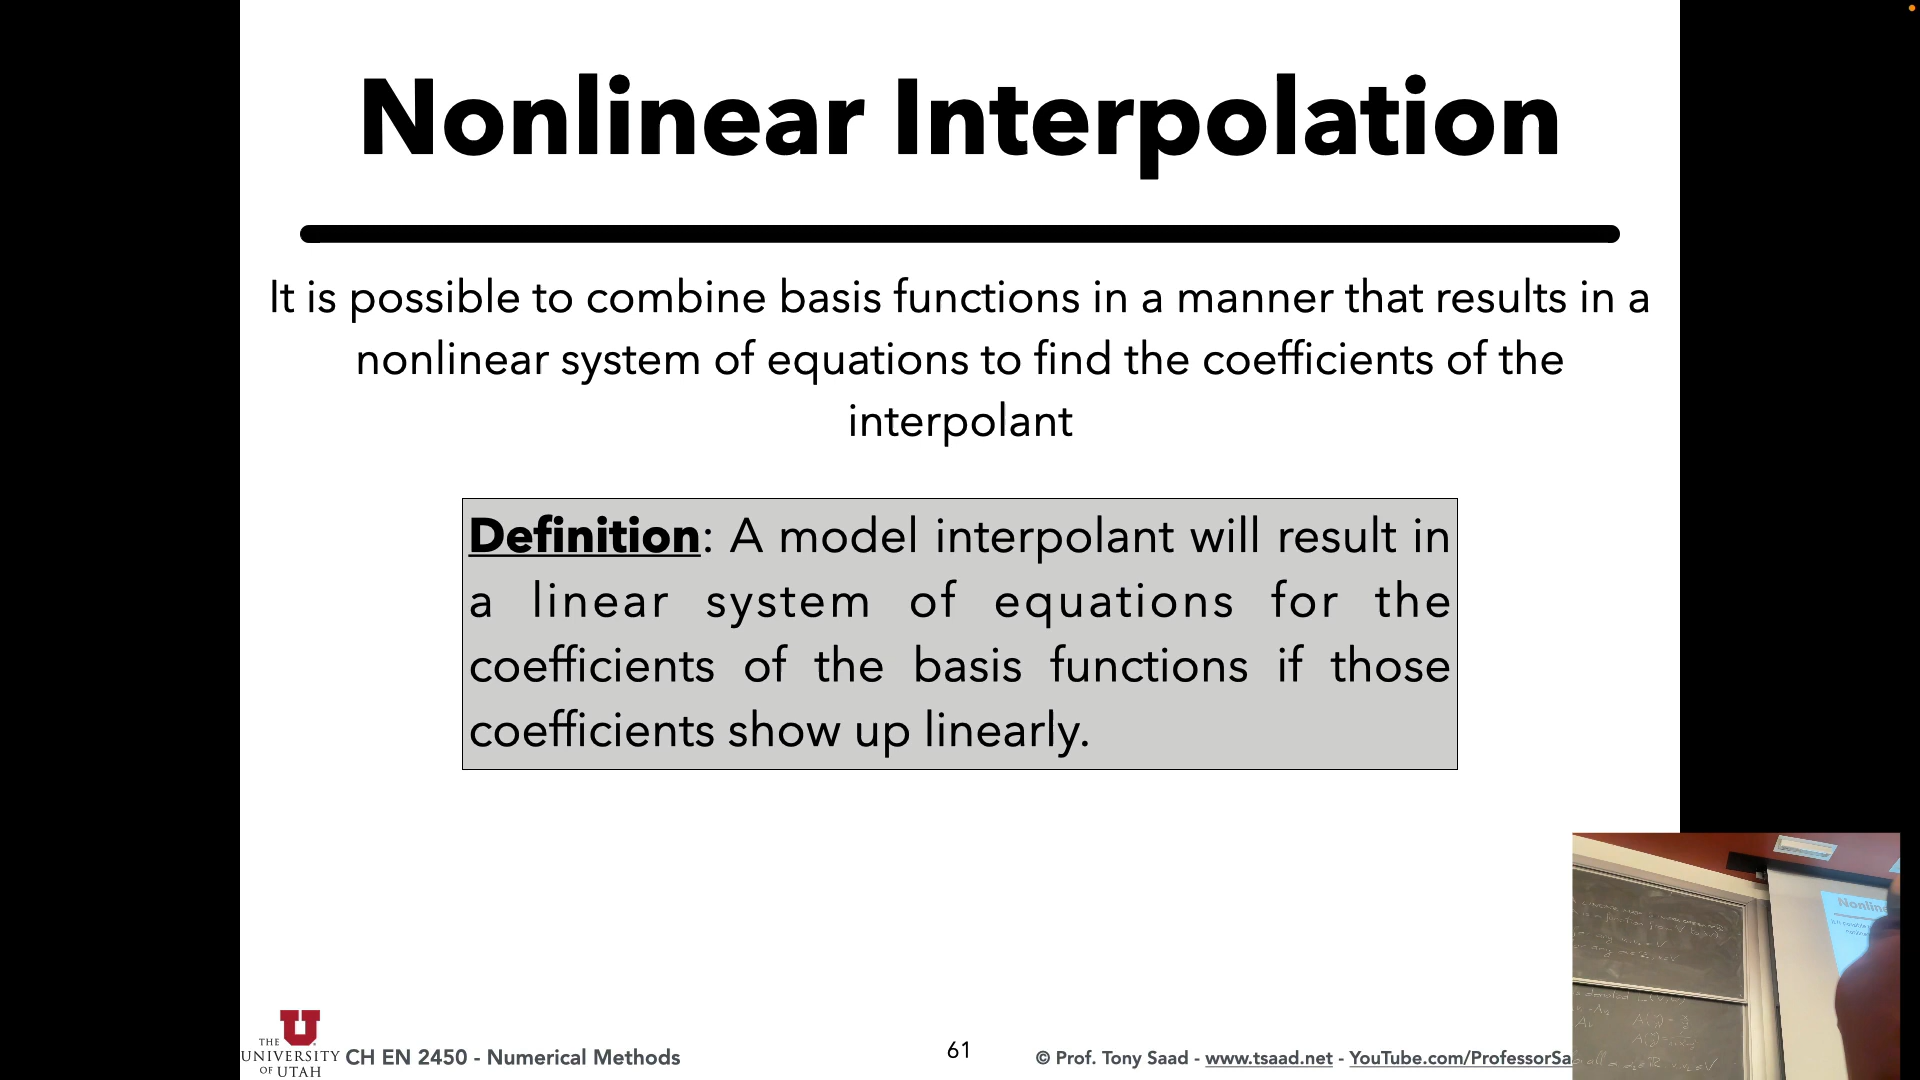 Nonlinear Interpolation
It is possible to combine basis functions in a manner that results in a
nonlinear system of equations to find the coefficients of the
interpolant
Definition: A model interpolant will result in
a linear system of equations for the
coefficients of the basis functions if those
coefficients show up linearly.
THE
UNIVERSITY
OF UTAH
CH EN 2450 - Numerical Methods
61
© Prof. Tony Saad - www.tsaad.net - YouTube.com/ProfessorSa
Nonline